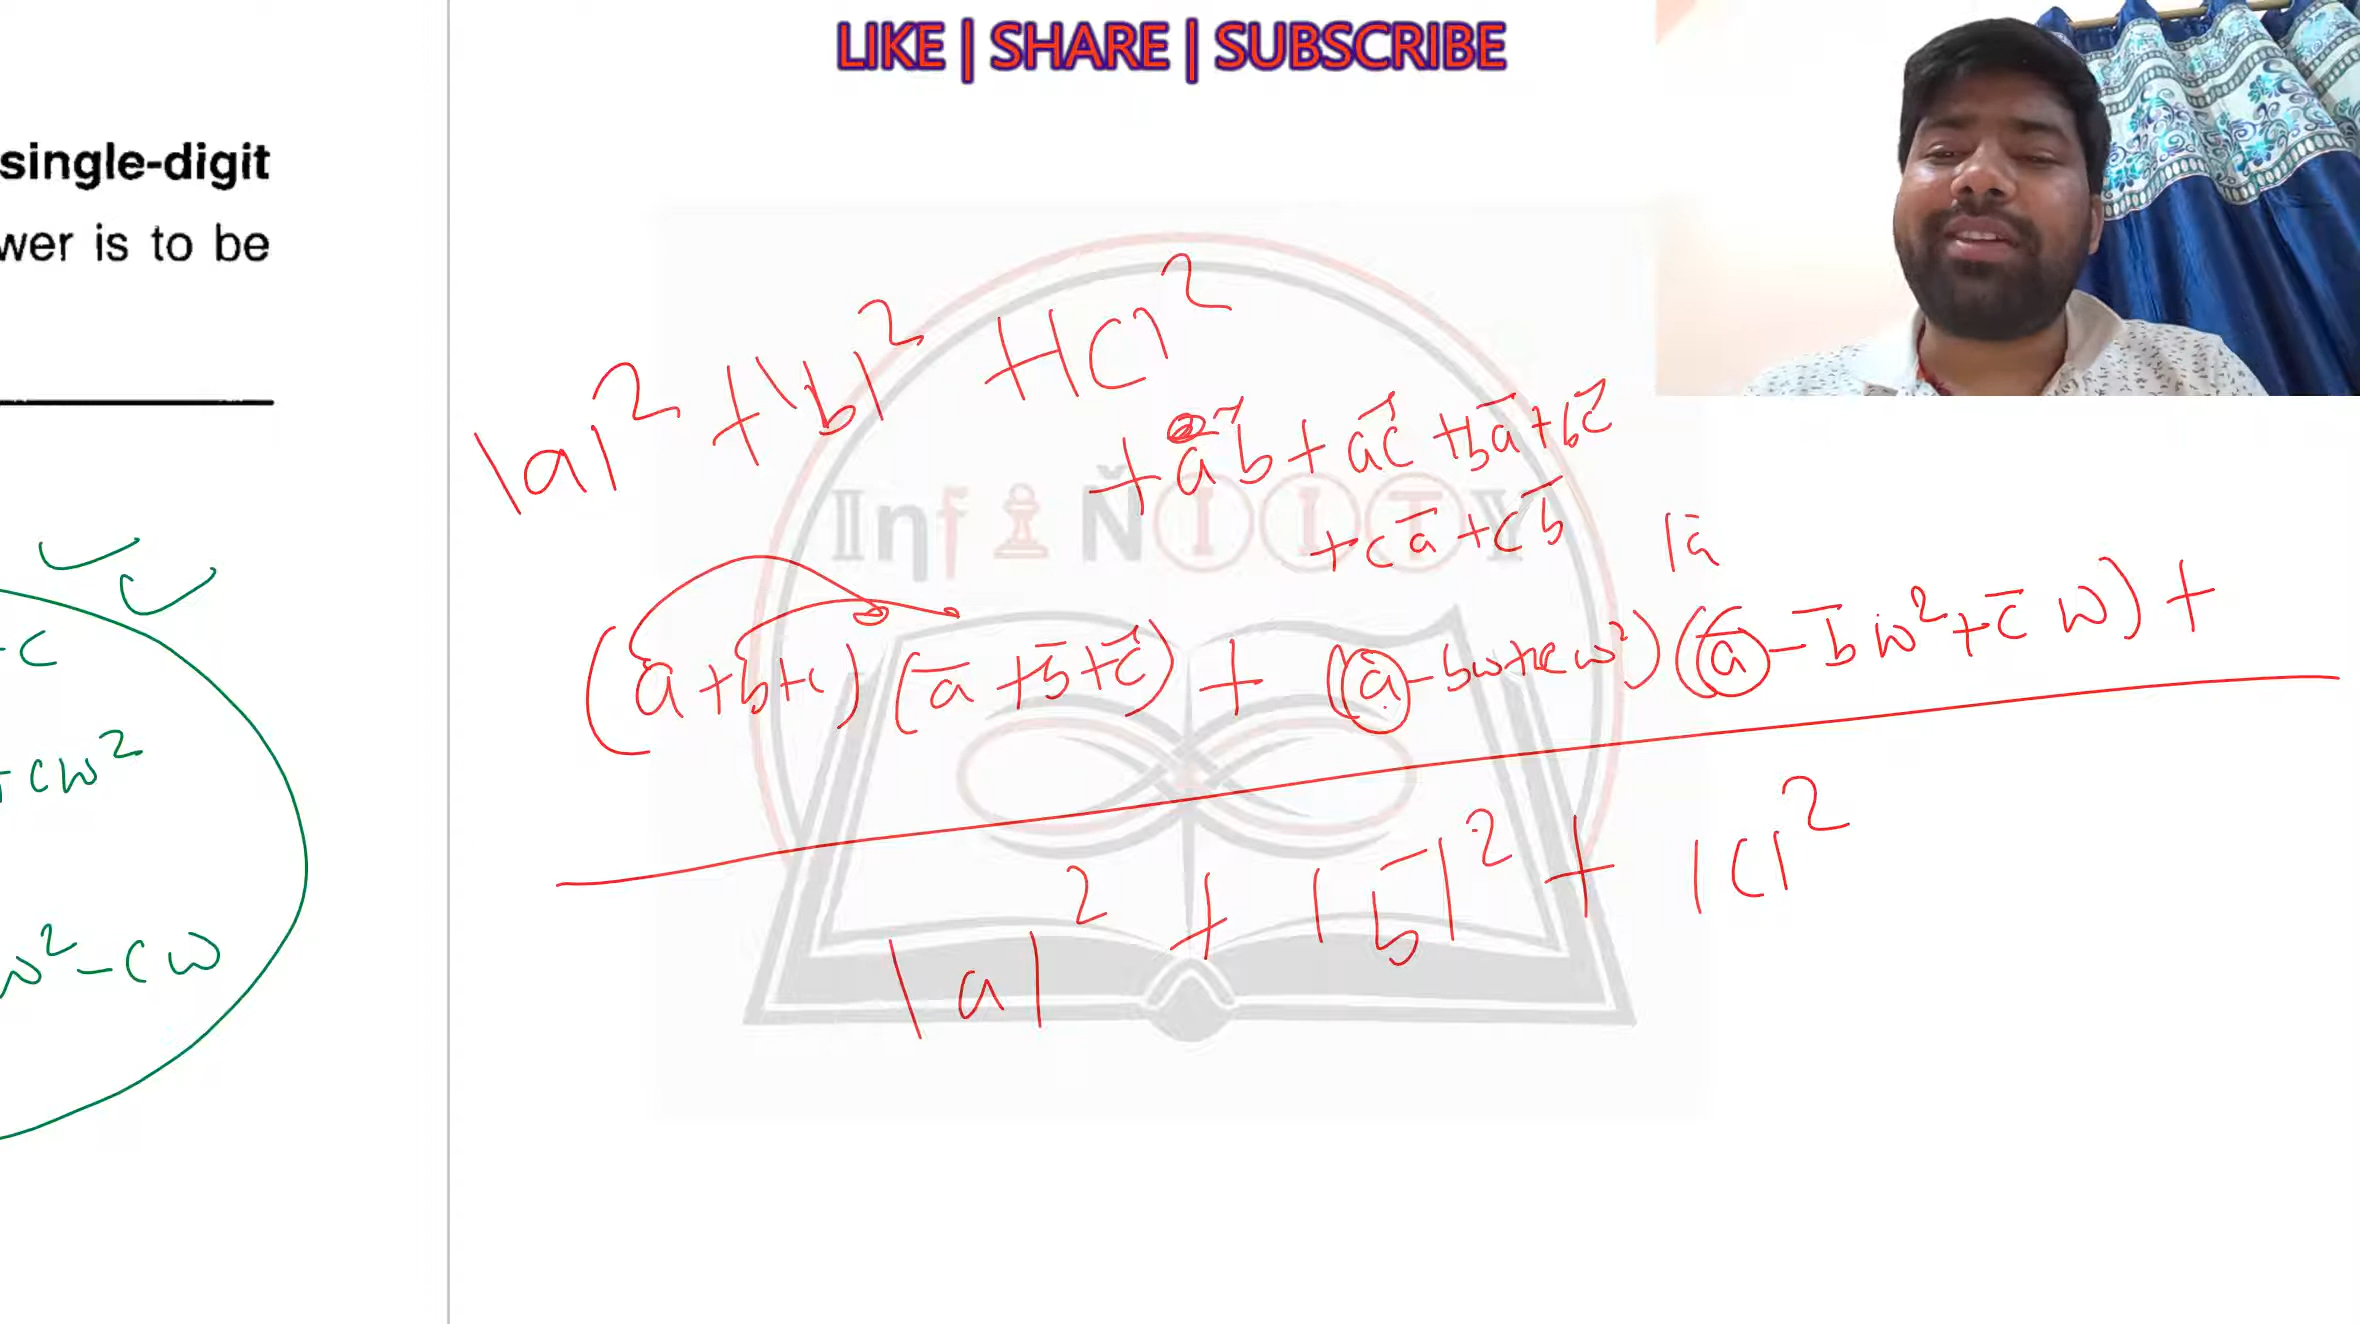 LIKE | SHARE | SUBSCRIBE
single-digit
wer is to be
|a|² + |b|² + |c|²
+ a b̄ + a c̄ + b ā + b c̄
+ c ā + c b̄
|ā
InfIÑIITY
(a + b + c) (ā + b̄ + c̄) + (a - bω + cω²) (ā - b̄ ω² + c̄ ω) +
|a|² + |b̄|² + |c|²
c
+ cω²
ω² - cω